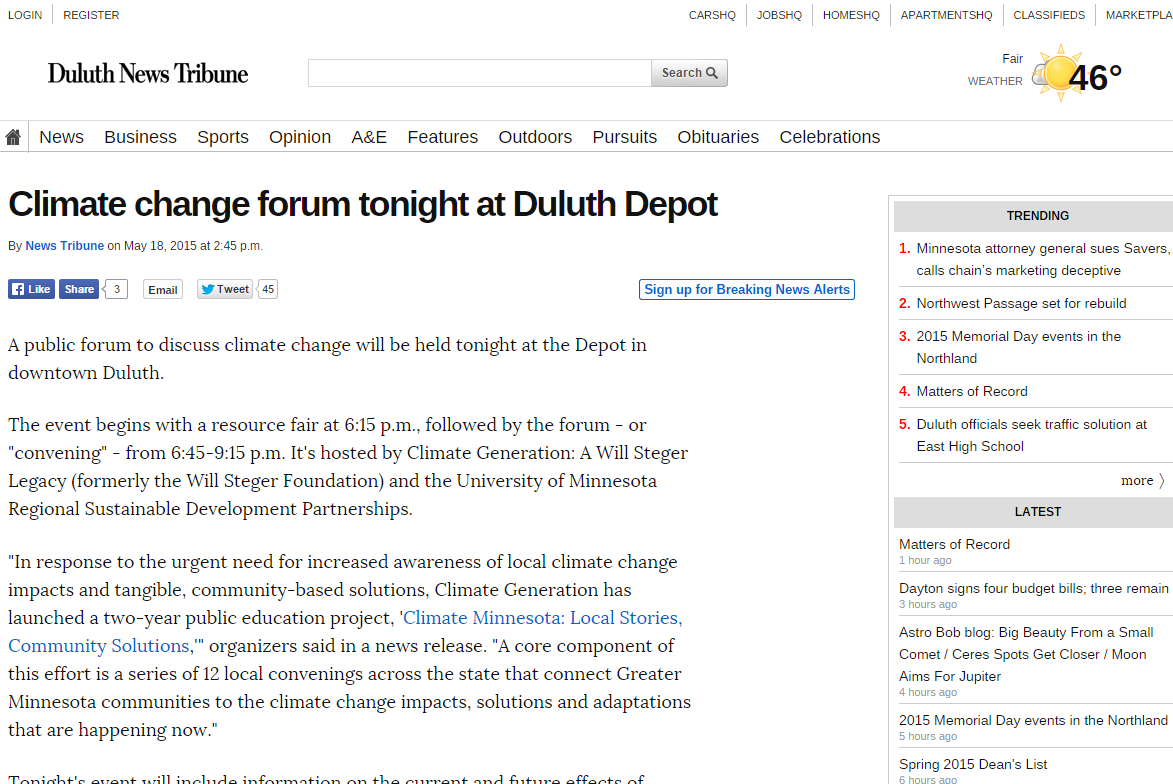 LOGIN
REGISTER
CARSHQ
JOBSHQ
HOMESHQ
APARTMENTSHQ
CLASSIFIEDS
MARKETPLA
Duluth News Tribune
Search
Fair
WEATHER
46°
News
Business
Sports
Opinion
A&E
Features
Outdoors
Pursuits
Obituaries
Celebrations
Climate change forum tonight at Duluth Depot
By News Tribune on May 18, 2015 at 2:45 p.m.
Like
Share
3
Email
Tweet
45
Sign up for Breaking News Alerts
A public forum to discuss climate change will be held tonight at the Depot in
downtown Duluth.
The event begins with a resource fair at 6:15 p.m., followed by the forum - or
"convening" - from 6:45-9:15 p.m. It's hosted by Climate Generation: A Will Steger
Legacy (formerly the Will Steger Foundation) and the University of Minnesota
Regional Sustainable Development Partnerships.
"In response to the urgent need for increased awareness of local climate change
impacts and tangible, community-based solutions, Climate Generation has
launched a two-year public education project, 'Climate Minnesota: Local Stories,
Community Solutions,'" organizers said in a news release. "A core component of
this effort is a series of 12 local convenings across the state that connect Greater
Minnesota communities to the climate change impacts, solutions and adaptations
that are happening now."
Tonight's event will include information on the current and future effects of
TRENDING
1. Minnesota attorney general sues Savers,
calls chain's marketing deceptive
2. Northwest Passage set for rebuild
3. 2015 Memorial Day events in the
Northland
4. Matters of Record
5. Duluth officials seek traffic solution at
East High School
more
LATEST
Matters of Record
1 hour ago
Dayton signs four budget bills; three remain
3 hours ago
Astro Bob blog: Big Beauty From a Small
Comet / Ceres Spots Get Closer / Moon
Aims For Jupiter
4 hours ago
2015 Memorial Day events in the Northland
5 hours ago
Spring 2015 Dean's List
6 hours ago